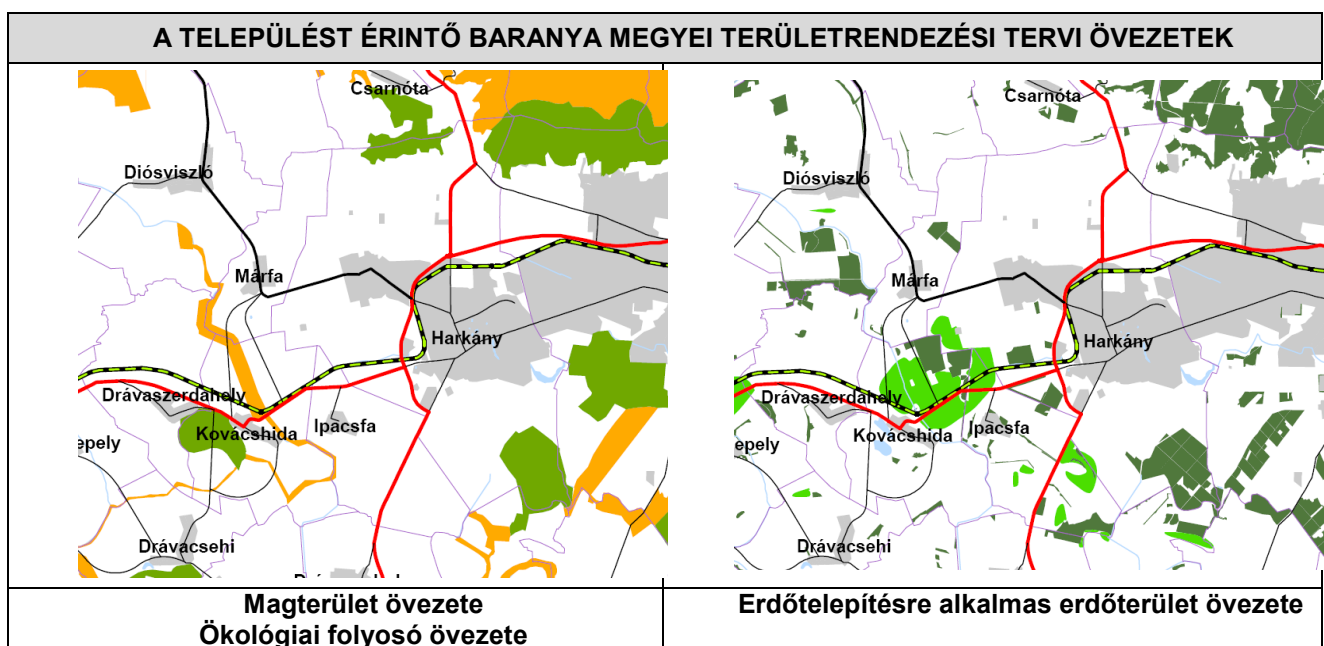 A TELEPÜLÉST ÉRINTŐ BARANYA MEGYEI TERÜLETRENDEZÉSI TERVI ÖVEZETEK
Csarnóta
Diósviszló
Márfa
Harkány
Drávaszerdahely
Ipacsfa
Kovácshida
epely
Drávacsehi
Csarnóta
Diósviszló
Márfa
Harkány
Drávaszerdahely
Ipacsfa
Kovácshida
epely
Drávacsehi
Magterület övezete
Ökológiai folyosó övezete
Erdőtelepítésre alkalmas erdőterület övezete